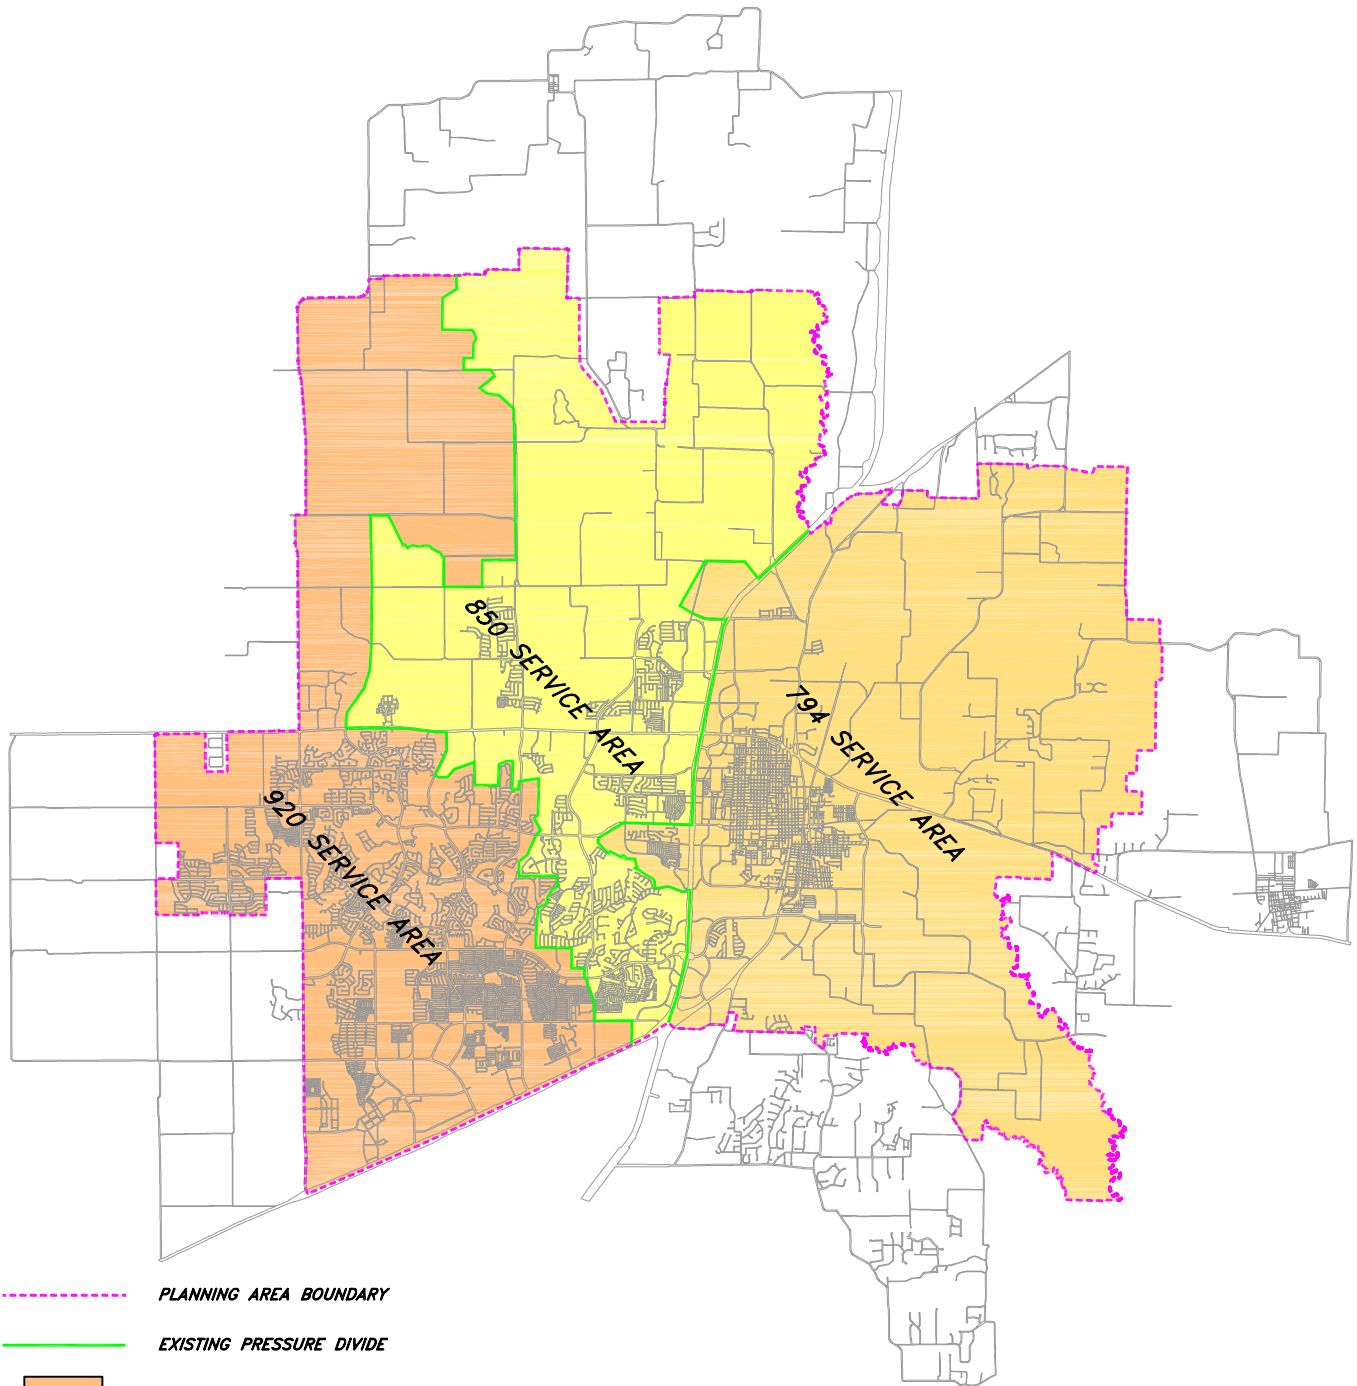 850 SERVICE AREA
794 SERVICE AREA
920 SERVICE AREA
PLANNING AREA BOUNDARY
EXISTING PRESSURE DIVIDE